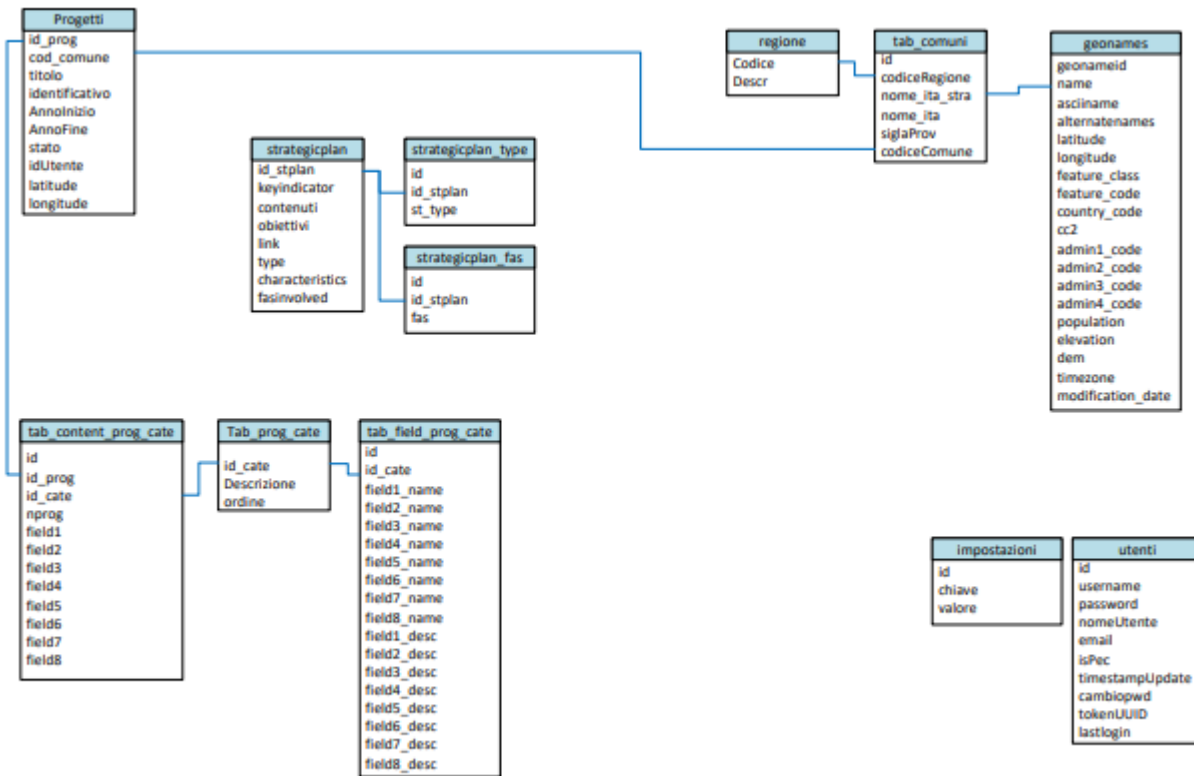 Progetti
id_prog
cod_comune
titolo
identificativo
AnnoInizio
AnnoFine
stato
idUtente
latitude
longitude
regione
Codice
Descr
tab_comuni
id
codiceRegione
nome_ita_stra
nome_ita
siglaProv
codiceComune
geonames
geonameid
name
asciiname
alternatenames
latitude
longitude
feature_class
feature_code
country_code
cc2
admin1_code
admin2_code
admin3_code
admin4_code
population
elevation
dem
timezone
modification_date
strategicplan
id_stplan
keyindicator
contenuti
obiettivi
link
type
characteristics
fasinvolved
strategicplan_type
id
id_stplan
st_type
strategicplan_fas
id
id_stplan
fas
tab_content_prog_cate
id
id_prog
id_cate
nprog
field1
field2
field3
field4
field5
field6
field7
field8
Tab_prog_cate
id_cate
Descrizione
ordine
tab_field_prog_cate
id
id_cate
field1_name
field2_name
field3_name
field4_name
field5_name
field6_name
field7_name
field8_name
field1_desc
field2_desc
field3_desc
field4_desc
field5_desc
field6_desc
field7_desc
field8_desc
impostazioni
id
chiave
valore
utenti
id
username
password
nomeUtente
email
isPec
timestampUpdate
cambiopwd
tokenUUID
lastlogin